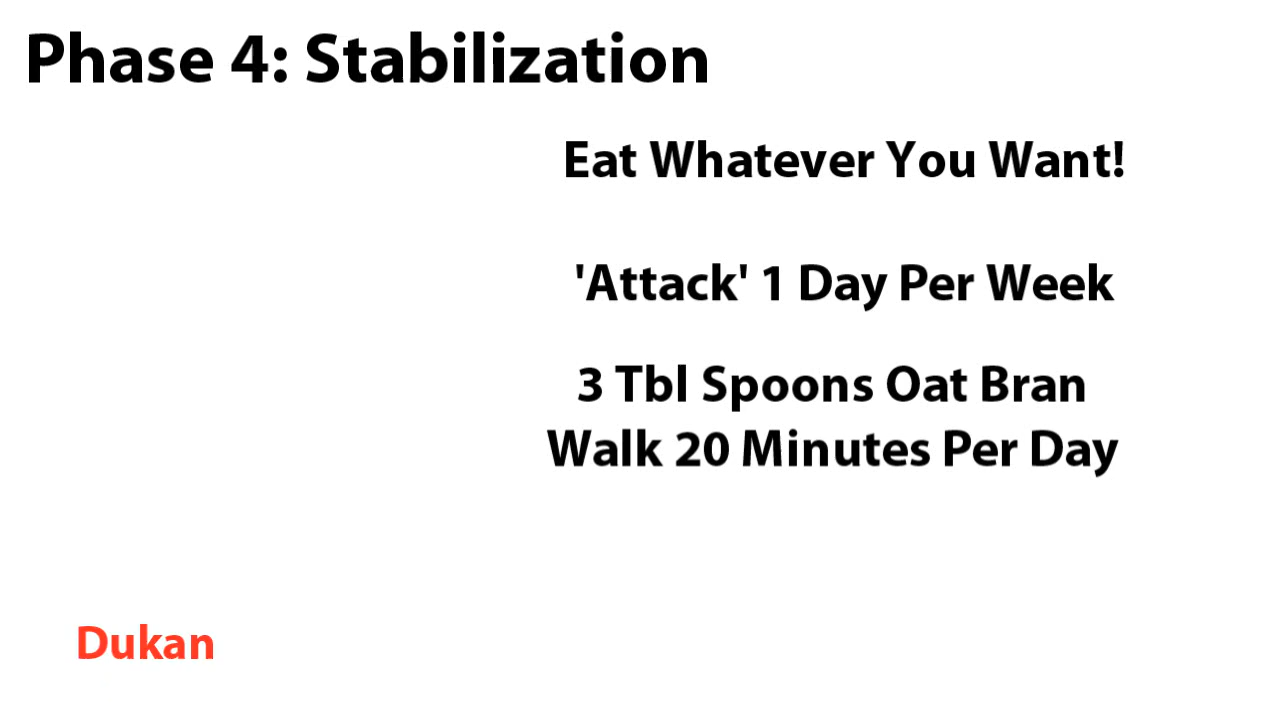 Phase 4: Stabilization
Eat Whatever You Want!
'Attack' 1 Day Per Week
3 Tbl Spoons Oat Bran
Walk 20 Minutes Per Day
Dukan